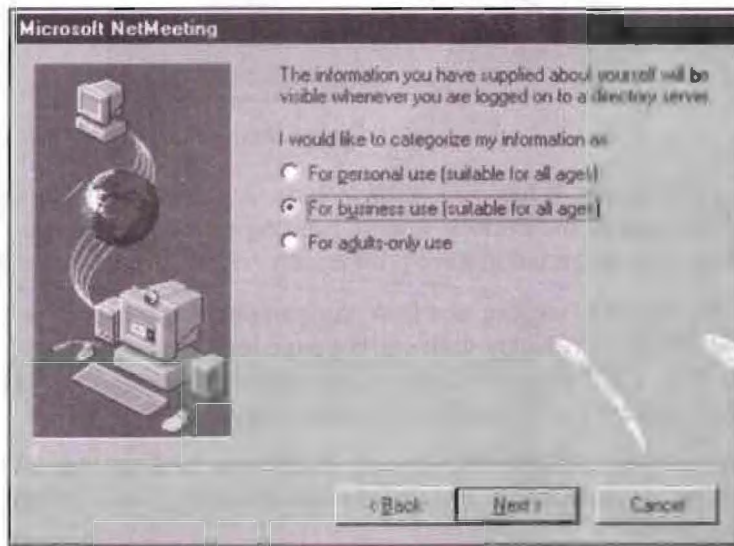 Microsoft NetMeeting
The information you have supplied about yourself will be
visible whenever you are logged on to a directory server.
I would like to categorize my information as
For personal use (suitable for all ages)
For business use (suitable for all ages)
For adults-only use
< Back
Next >
Cancel